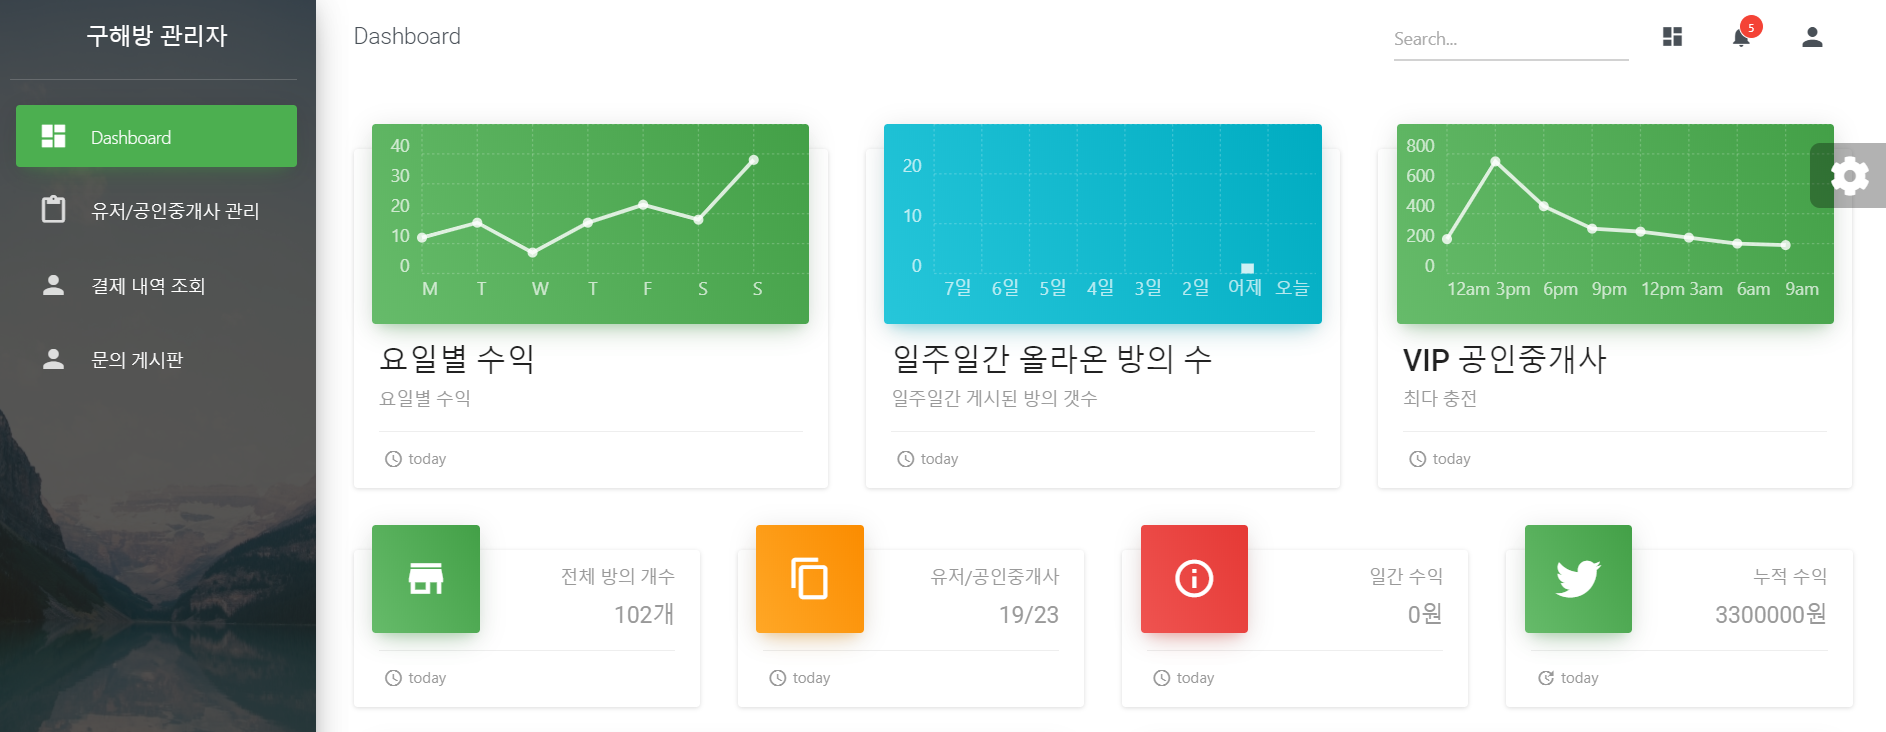 구해방 관리자
Dashboard
유저/공인중개사 관리
결제 내역 조회
문의 게시판
Dashboard
Search...
5
40
30
20
10
0
M T W T F S S
요일별 수익
요일별 수익
today
20
10
0
7일 6일 5일 4일 3일 2일 어제 오늘
일주일간 올라온 방의 수
일주일간 게시된 방의 갯수
today
800
600
400
200
0
12am 3pm 6pm 9pm 12pm 3am 6am 9am
VIP 공인중개사
최다 충전
today
전체 방의 개수
102개
today
유저/공인중개사
19/23
today
일간 수익
0원
today
누적 수익
3300000원
today